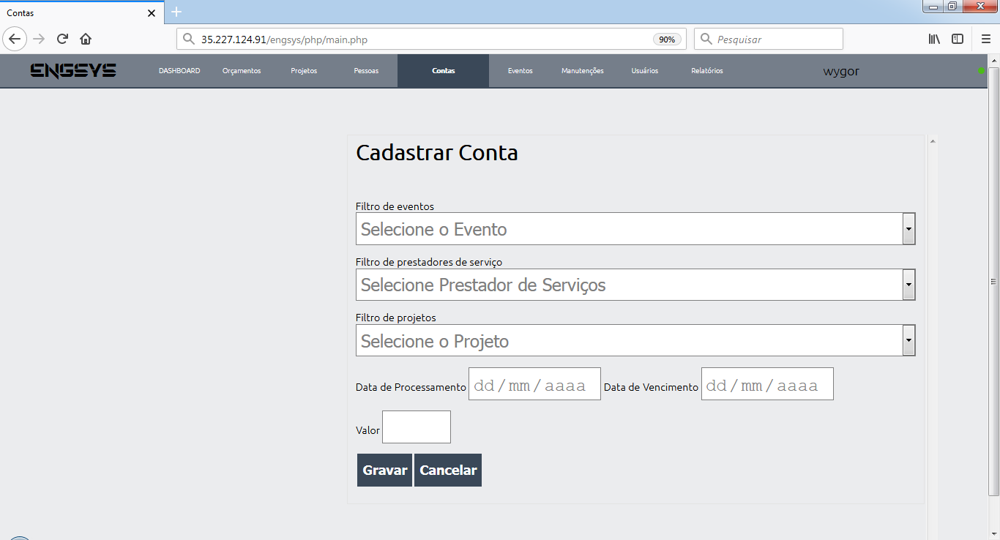 Contas
35.227.124.91/engsys/php/main.php 90% Pesquisar
ENGSYS DASHBOARD Orçamentos Projetos Pessoas Contas Eventos Manutenções Usuários Relatórios wygor
Cadastrar Conta
Filtro de eventos
Selecione o Evento
Filtro de prestadores de serviço
Selecione Prestador de Serviços
Filtro de projetos
Selecione o Projeto
Data de Processamento dd/mm/aaaa Data de Vencimento dd/mm/aaaa
Valor
Gravar Cancelar